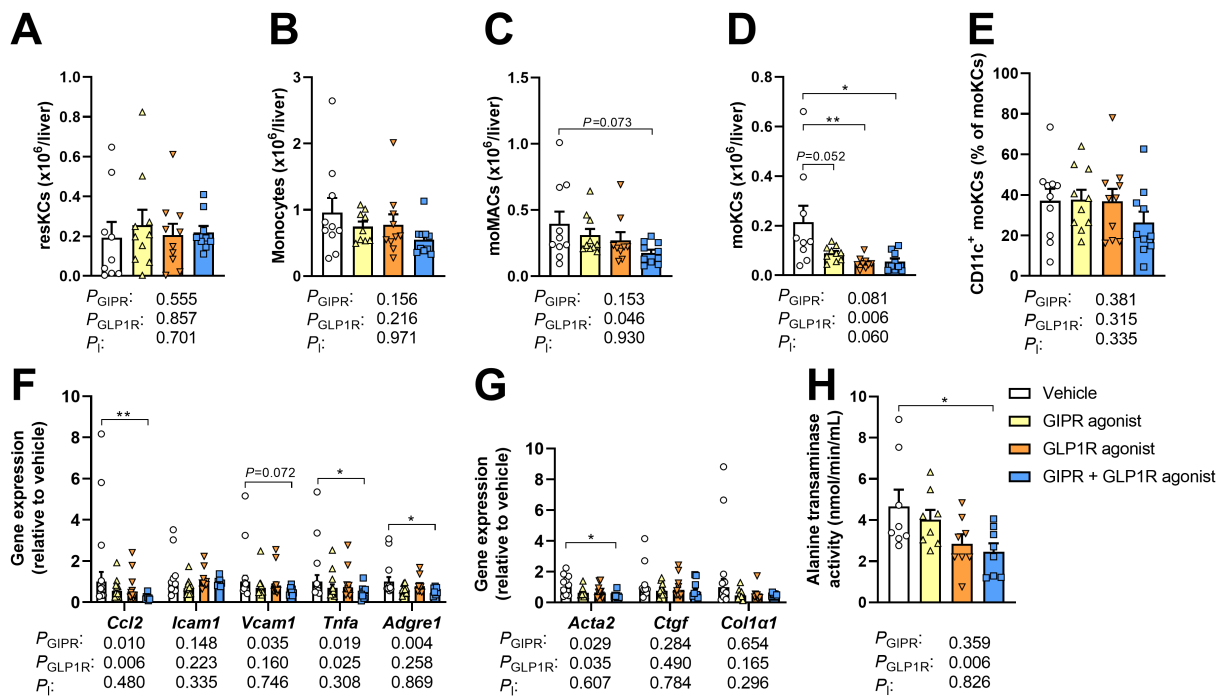 A
resKCs (x10⁶/liver)
1.0
0.8
0.6
0.4
0.2
0.0
P_GIPR: 0.555
P_GLP1R: 0.857
P_I: 0.701
B
Monocytes (x10⁶/liver)
3
2
1
0
P_GIPR: 0.156
P_GLP1R: 0.216
P_I: 0.971
C
moMACs (x10⁶/liver)
1.5
1.0
0.5
0.0
P=0.073
P_GIPR: 0.153
P_GLP1R: 0.046
P_I: 0.930
D
moKCs (x10⁶/liver)
0.8
0.6
0.4
0.2
0.0
*
**
P=0.052
P_GIPR: 0.081
P_GLP1R: 0.006
P_I: 0.060
E
CD11c⁺ moKCs (% of moKCs)
100
80
60
40
20
0
P_GIPR: 0.381
P_GLP1R: 0.315
P_I: 0.335
F
Gene expression
(relative to vehicle)
10
8
6
4
2
0
**
P=0.072
*
*
Ccl2 Icam1 Vcam1 Tnfa Adgre1
P_GIPR: 0.010 0.148 0.035 0.019 0.004
P_GLP1R: 0.006 0.223 0.160 0.025 0.258
P_I: 0.480 0.335 0.746 0.308 0.869
G
Gene expression
(relative to vehicle)
10
8
6
4
2
0
*
Acta2 Ctgf Col1α1
P_GIPR: 0.029 0.284 0.654
P_GLP1R: 0.035 0.490 0.165
P_I: 0.607 0.784 0.296
H
Alanine transaminase
activity (nmol/min/mL)
10
8
6
4
2
0
*
P_GIPR: 0.359
P_GLP1R: 0.006
P_I: 0.826
Vehicle
GIPR agonist
GLP1R agonist
GIPR + GLP1R agonist